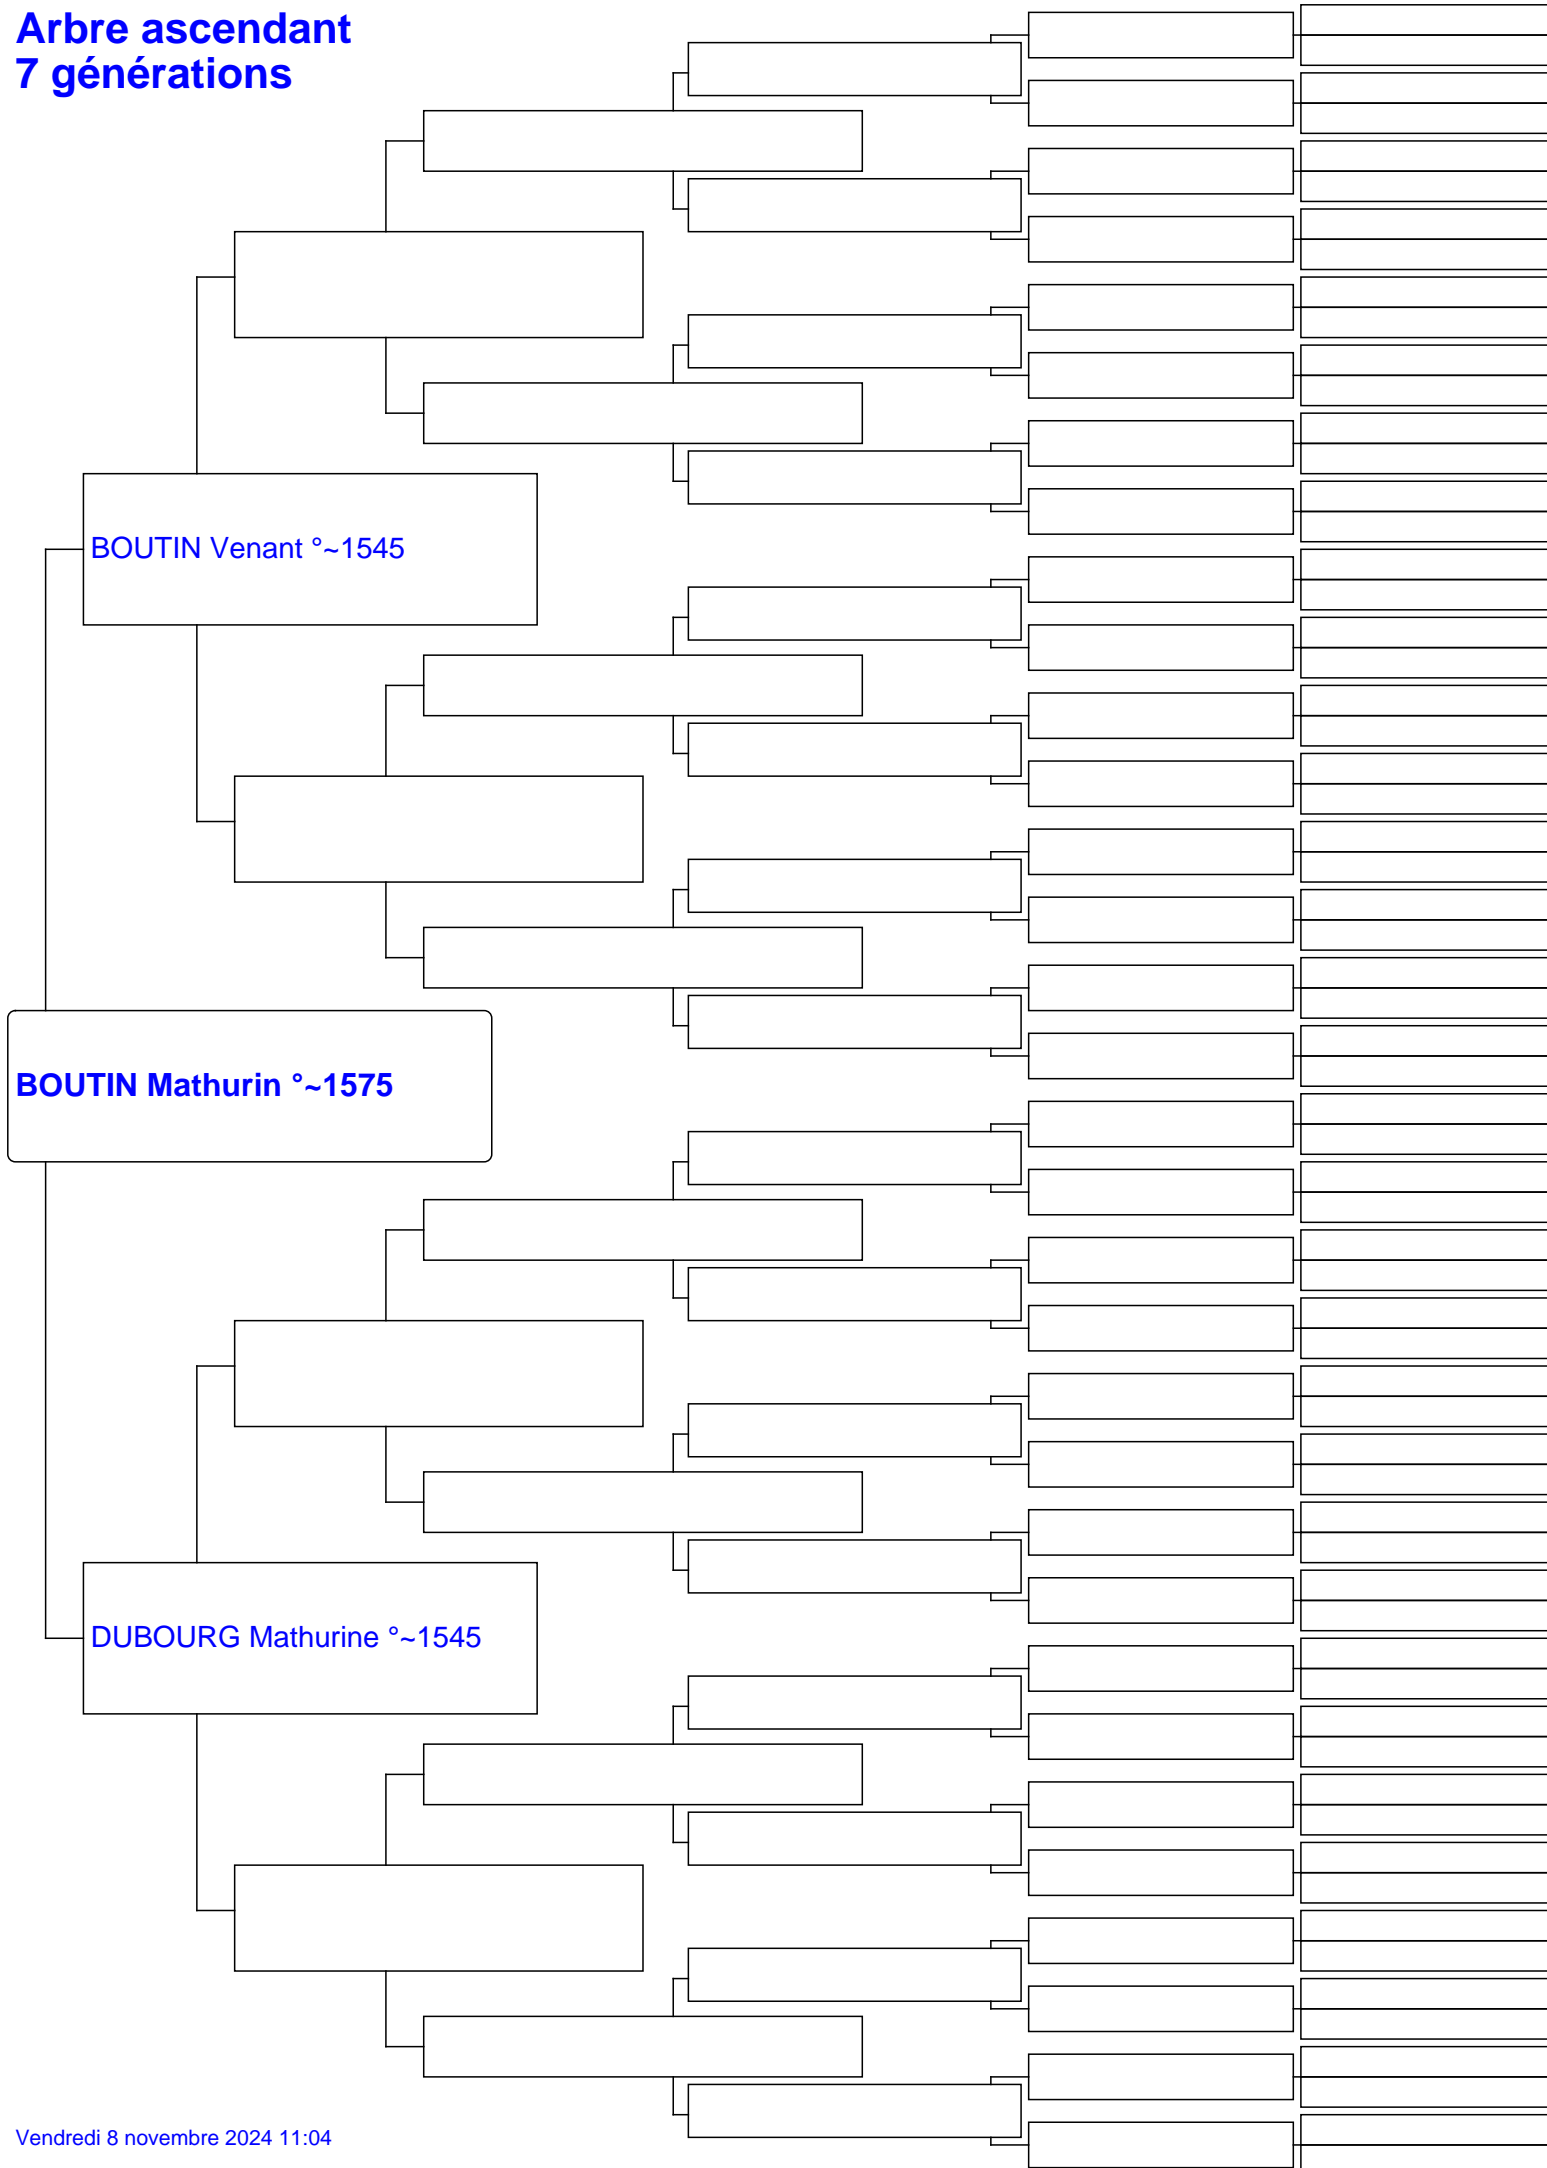 Arbre ascendant
7 générations
BOUTIN Venant °~1545
BOUTIN Mathurin °~1575
DUBOURG Mathurine °~1545
Vendredi 8 novembre 2024 11:04